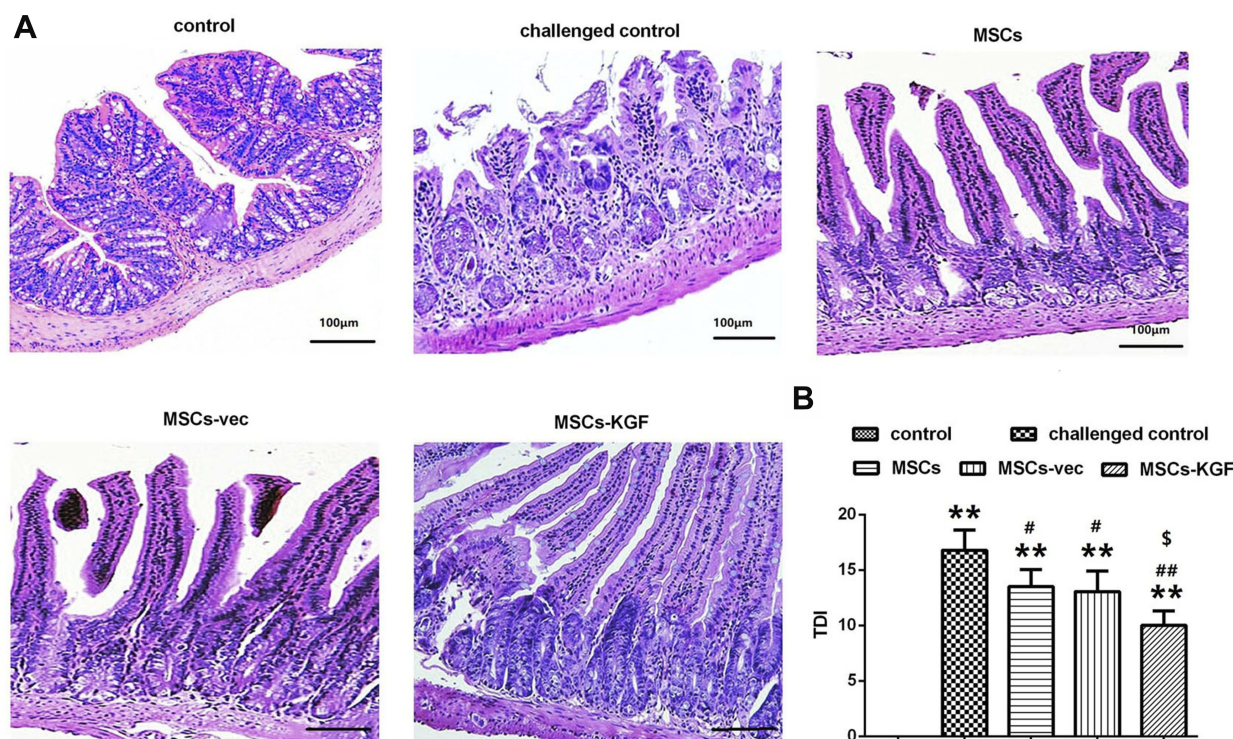 A
control
challenged control
MSCs
100μm
100μm
100μm
MSCs-vec
MSCs-KGF
B
control
challenged control
MSCs
MSCs-vec
MSCs-KGF
20
15
10
5
0
TDI
**
#
**
#
**
$
##
**